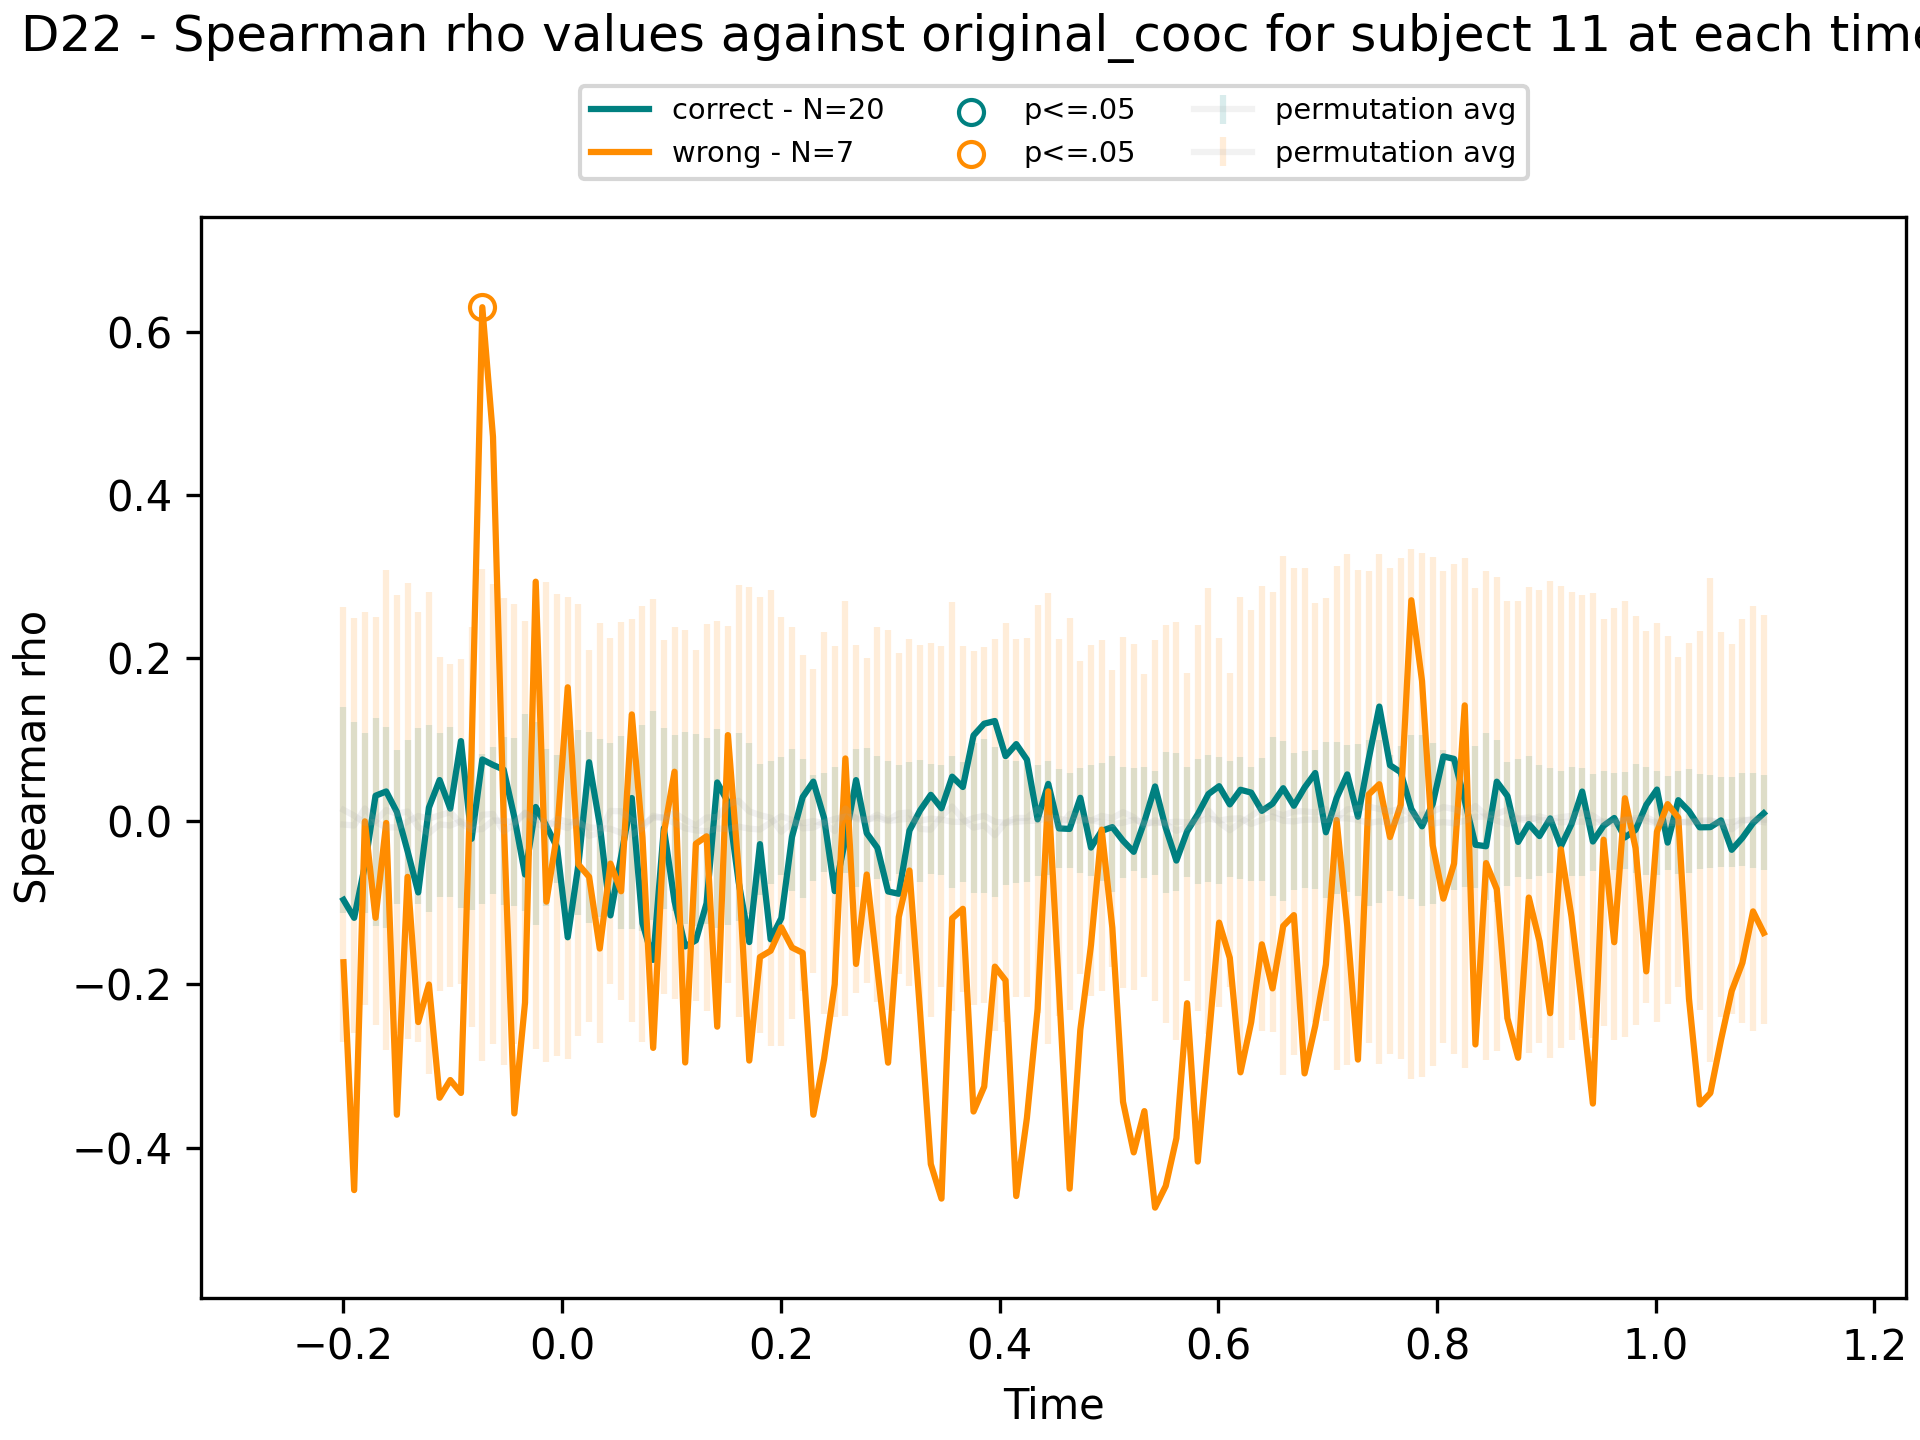 D22 - Spearman rho values against original_cooc for subject 11 at each time
correct - N=20
wrong - N=7
p<=.05
p<=.05
permutation avg
permutation avg
Spearman rho
0.6
0.4
0.2
0.0
−0.2
−0.4
−0.2 0.0 0.2 0.4 0.6 0.8 1.0 1.2
Time